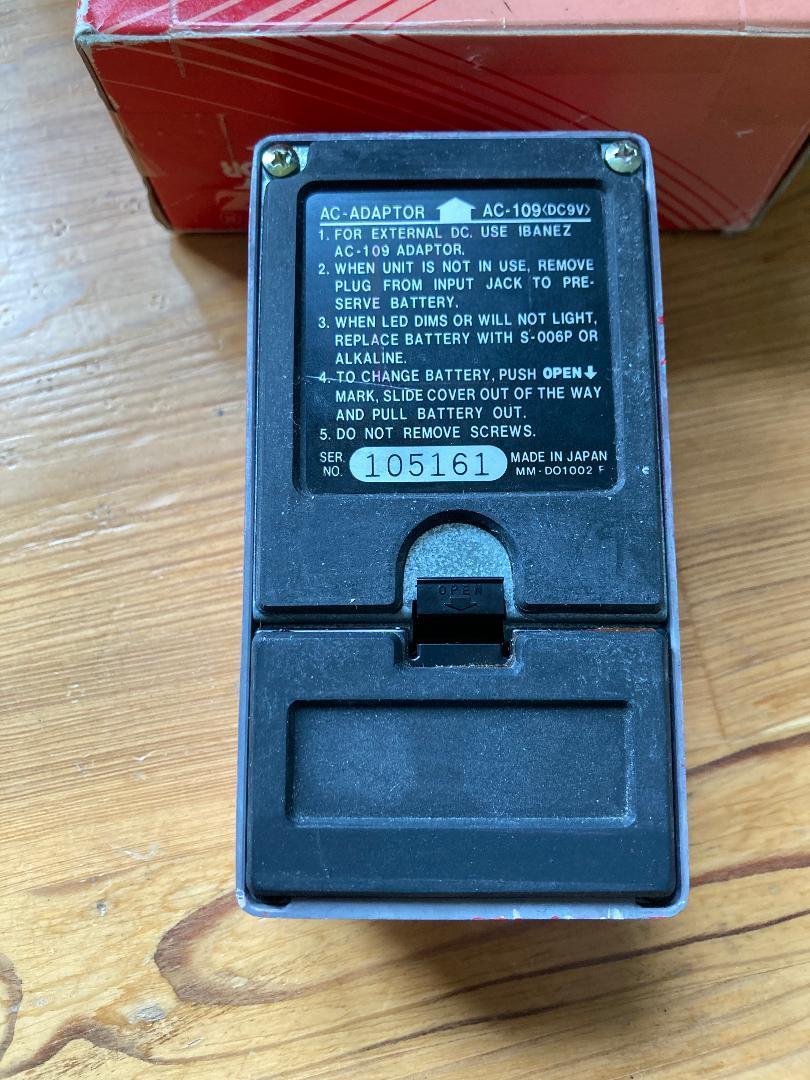 AC-ADAPTOR AC-109<DC9V>
1. FOR EXTERNAL DC. USE IBANEZ
AC-109 ADAPTOR.
2. WHEN UNIT IS NOT IN USE, REMOVE
PLUG FROM INPUT JACK TO PRE-
SERVE BATTERY.
3. WHEN LED DIMS OR WILL NOT LIGHT,
REPLACE BATTERY WITH S-006P OR
ALKALINE.
4. TO CHANGE BATTERY, PUSH OPEN
MARK, SLIDE COVER OUT OF THE WAY
AND PULL BATTERY OUT.
5. DO NOT REMOVE SCREWS.
SER. NO. 105161 MADE IN JAPAN
MM-DO1002 F
OPEN